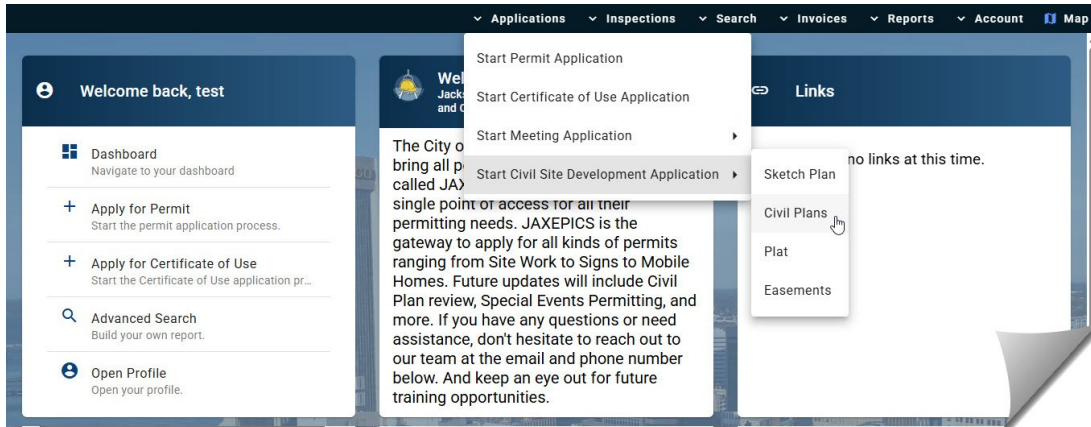 Applications Inspections Search Invoices Reports Account Map
Start Permit Application
Start Certificate of Use Application
Start Meeting Application
Start Civil Site Development Application
Sketch Plan
Civil Plans
Plat
Easements
Welcome back, test
Dashboard
Navigate to your dashboard
Apply for Permit
Start the permit application process.
Apply for Certificate of Use
Start the Certificate of Use application pr...
Advanced Search
Build your own report.
Open Profile
Open your profile.
Wel
Jacks
and
The City o
bring all p
called JAX
single point of access for all their
permitting needs. JAXEPICS is the
gateway to apply for all kinds of permits
ranging from Site Work to Signs to Mobile
Homes. Future updates will include Civil
Plan review, Special Events Permitting, and
more. If you have any questions or need
assistance, don't hesitate to reach out to
our team at the email and phone number
below. And keep an eye out for future
training opportunities.
Links
no links at this time.